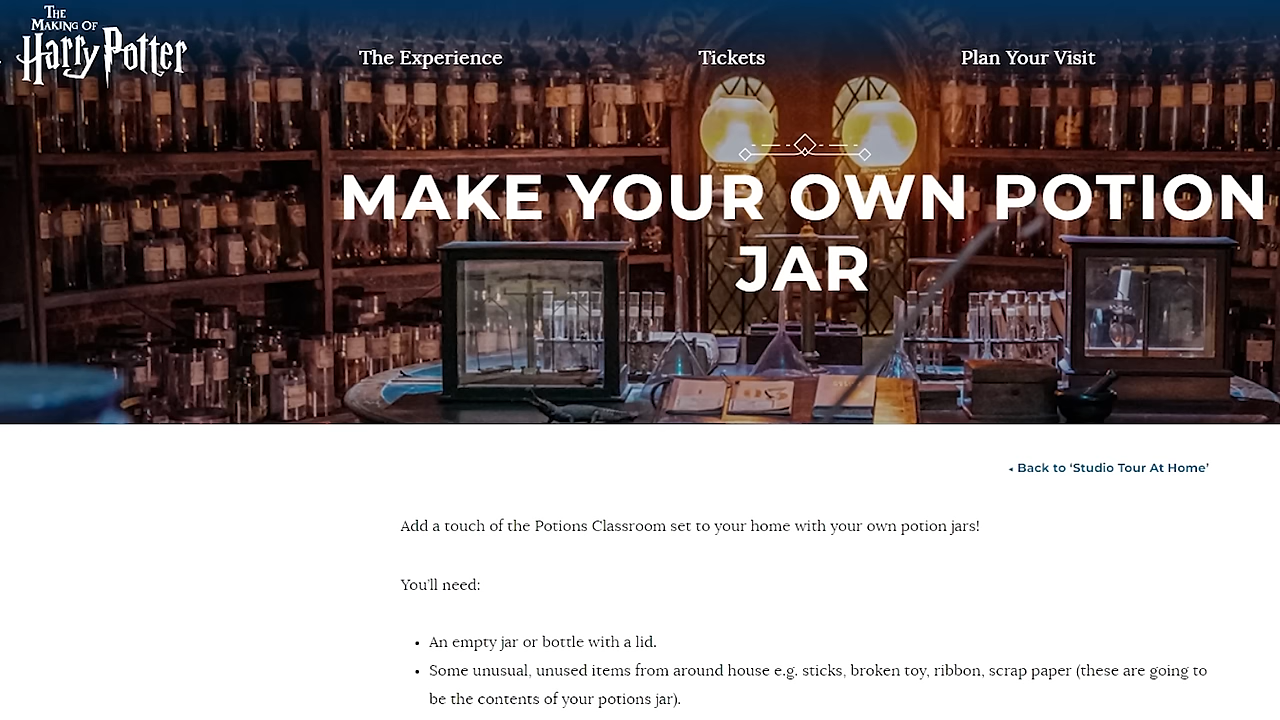 The
Making of
Harry Potter
The Experience
Tickets
Plan Your Visit
MAKE YOUR OWN POTION
JAR
◂ Back to ‘Studio Tour At Home’
Add a touch of the Potions Classroom set to your home with your own potion jars!
You’ll need:
• An empty jar or bottle with a lid.
• Some unusual, unused items from around house e.g. sticks, broken toy, ribbon, scrap paper (these are going to
be the contents of your potions jar).